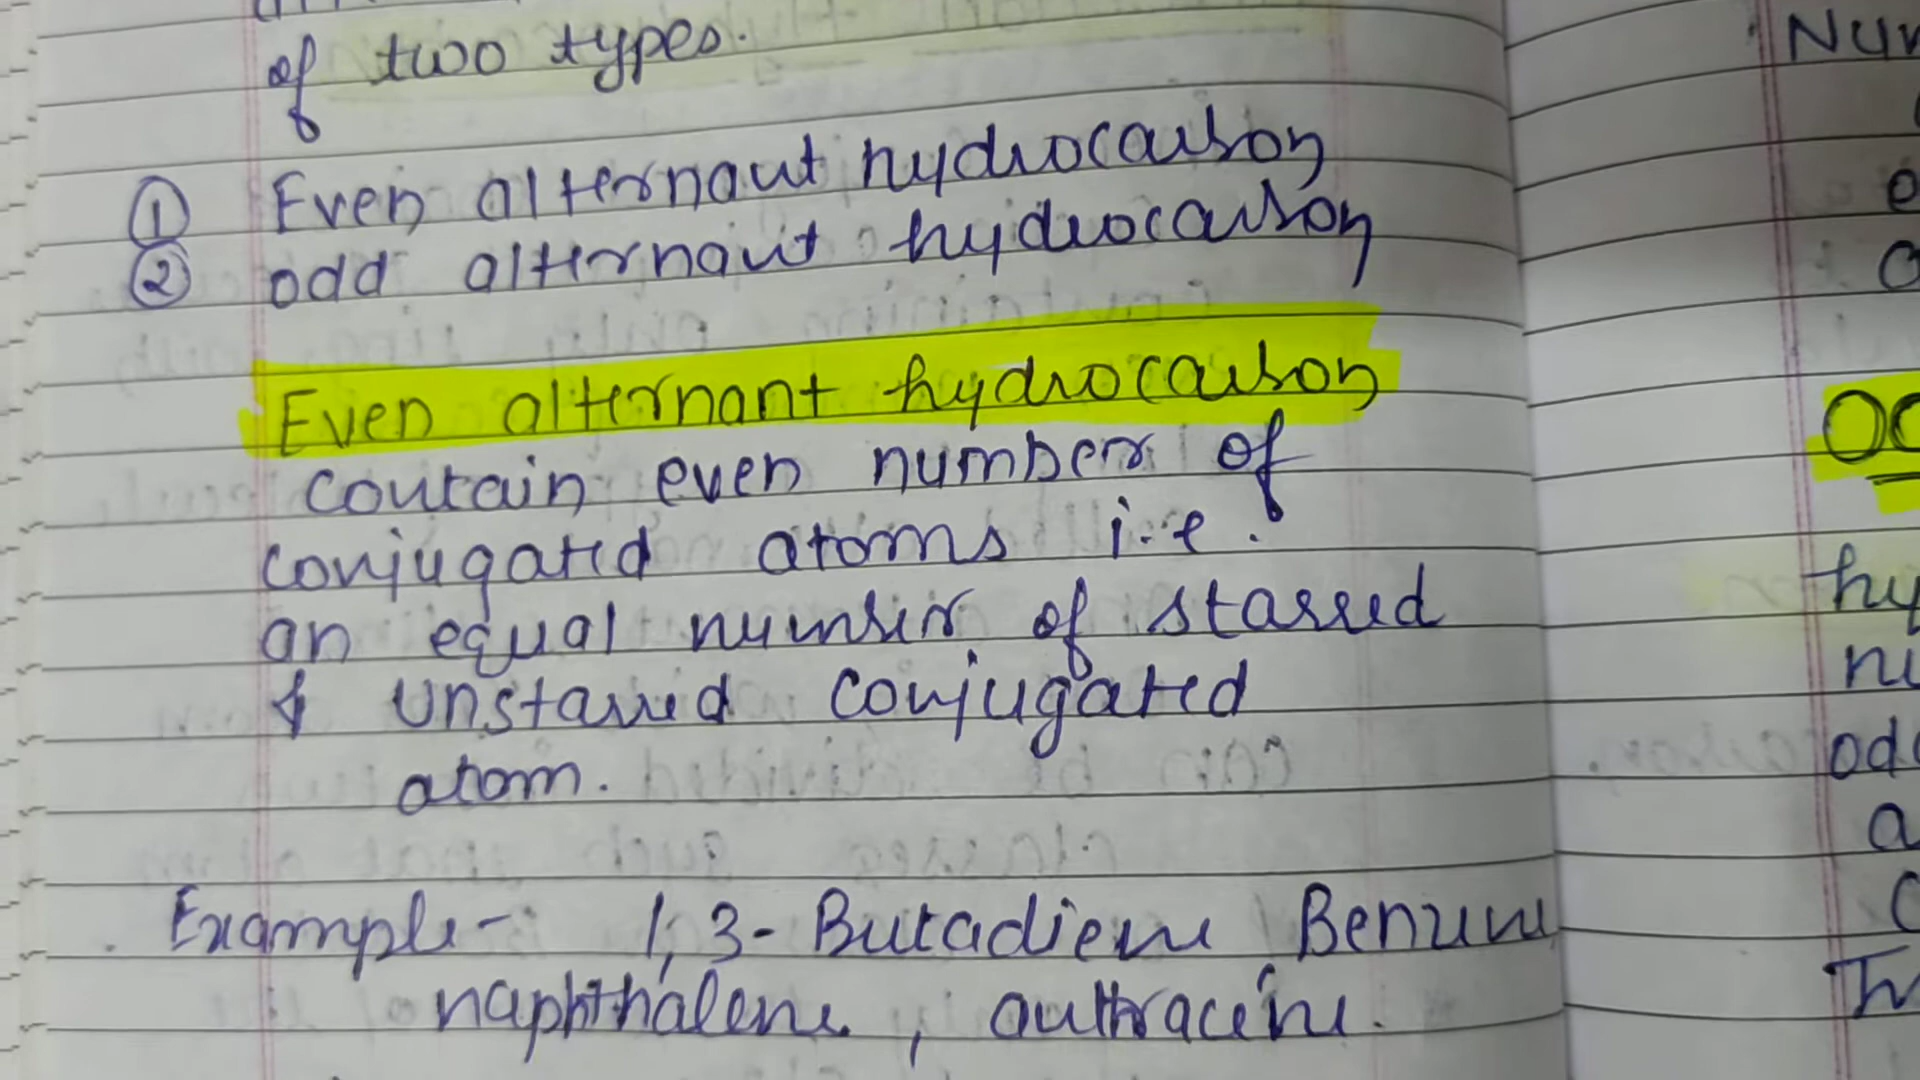 of two types.
① Even alternant hydrocarbon
② odd alternant hydrocarbon
Even alternant hydrocarbon
contain even number of
conjugated atoms i.e.
an equal number of starred
& unstarred conjugated
atom.
Example- 1,3-Butadiene Benzene
naphthalene, anthracene.